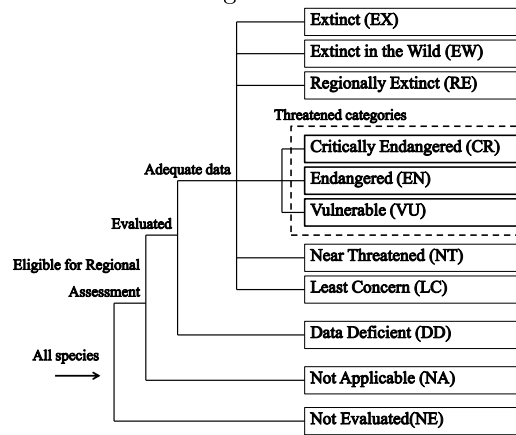 Extinct (EX)
Extinct in the Wild (EW)
Regionally Extinct (RE)
Threatened categories
Critically Endangered (CR)
Adequate data
Endangered (EN)
Vulnerable (VU)
Evaluated
Near Threatened (NT)
Eligible for Regional
Assessment
Least Concern (LC)
Data Deficient (DD)
All species
Not Applicable (NA)
Not Evaluated(NE)